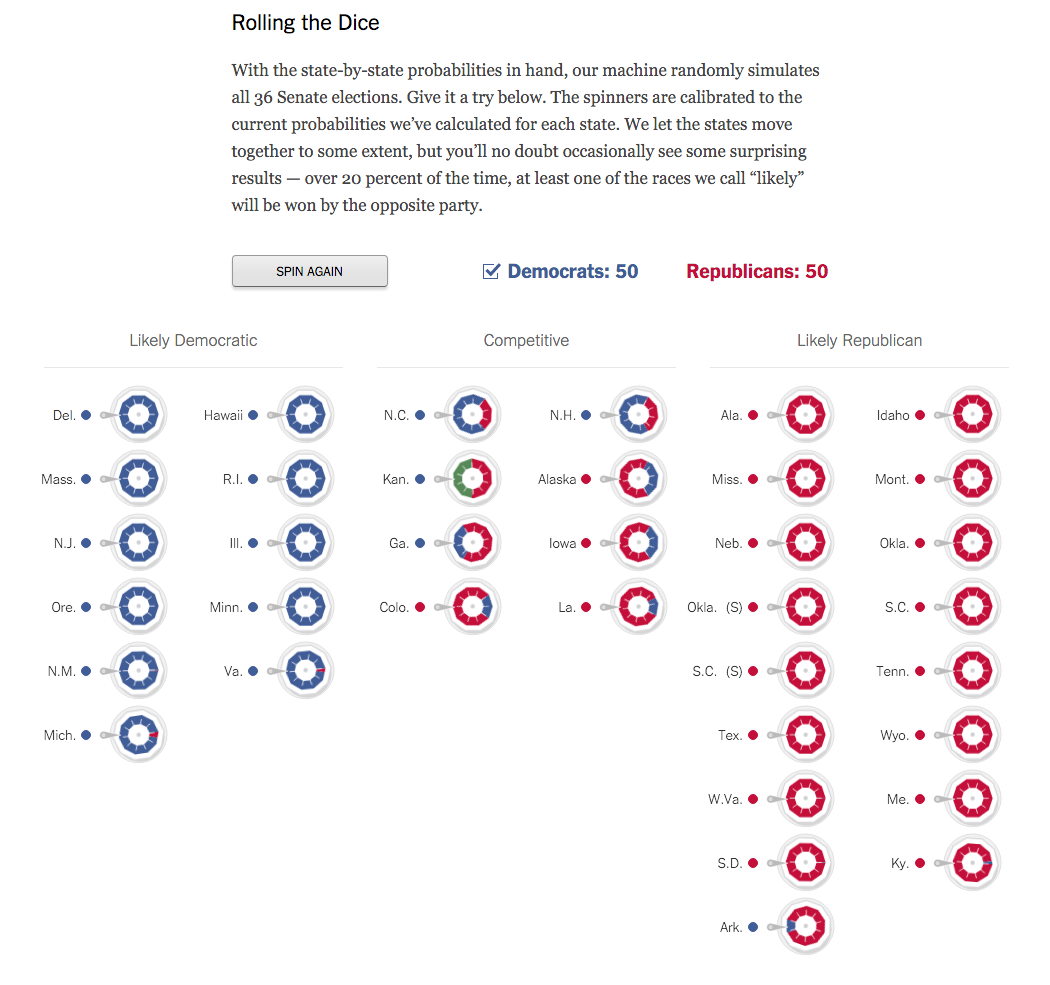 Rolling the Dice
With the state-by-state probabilities in hand, our machine randomly simulates
all 36 Senate elections. Give it a try below. The spinners are calibrated to the
current probabilities we’ve calculated for each state. We let the states move
together to some extent, but you’ll no doubt occasionally see some surprising
results — over 20 percent of the time, at least one of the races we call “likely”
will be won by the opposite party.
SPIN AGAIN Democrats: 50 Republicans: 50
Likely Democratic Competitive Likely Republican
Del. Hawaii N.C. N.H. Ala. Idaho
Mass. R.I. Kan. Alaska Miss. Mont.
N.J. Ill. Ga. Iowa Neb. Okla.
Ore. Minn. Colo. La. Okla. (S) S.C.
N.M. Va. S.C. (S) Tenn.
Mich. Tex. Wyo.
W.Va. Me.
S.D. Ky.
Ark.